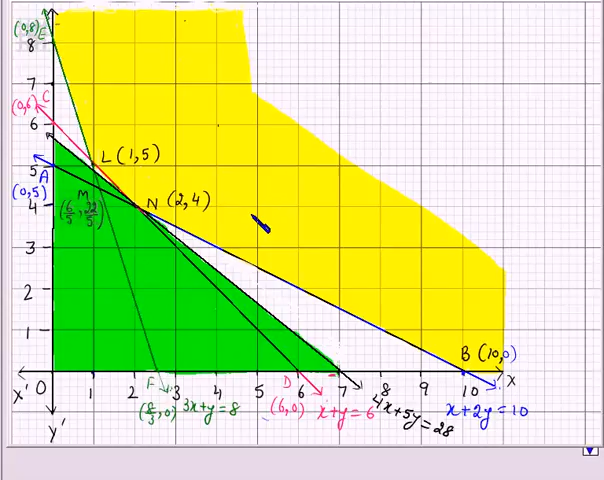 (0,8) E
8
7
(0,6) C
6
L (1,5)
5
A
(0,5)
M
(6/5, 22/5)
N (2,4)
4
3
2
1
B (10,0)
X' O 1 2 3 4 5 6 7 8 9 10 X
F
D
(8/3, 0) 3x+y=8 (6,0) x+y=6 4x+5y=28 x+2y=10
Y'